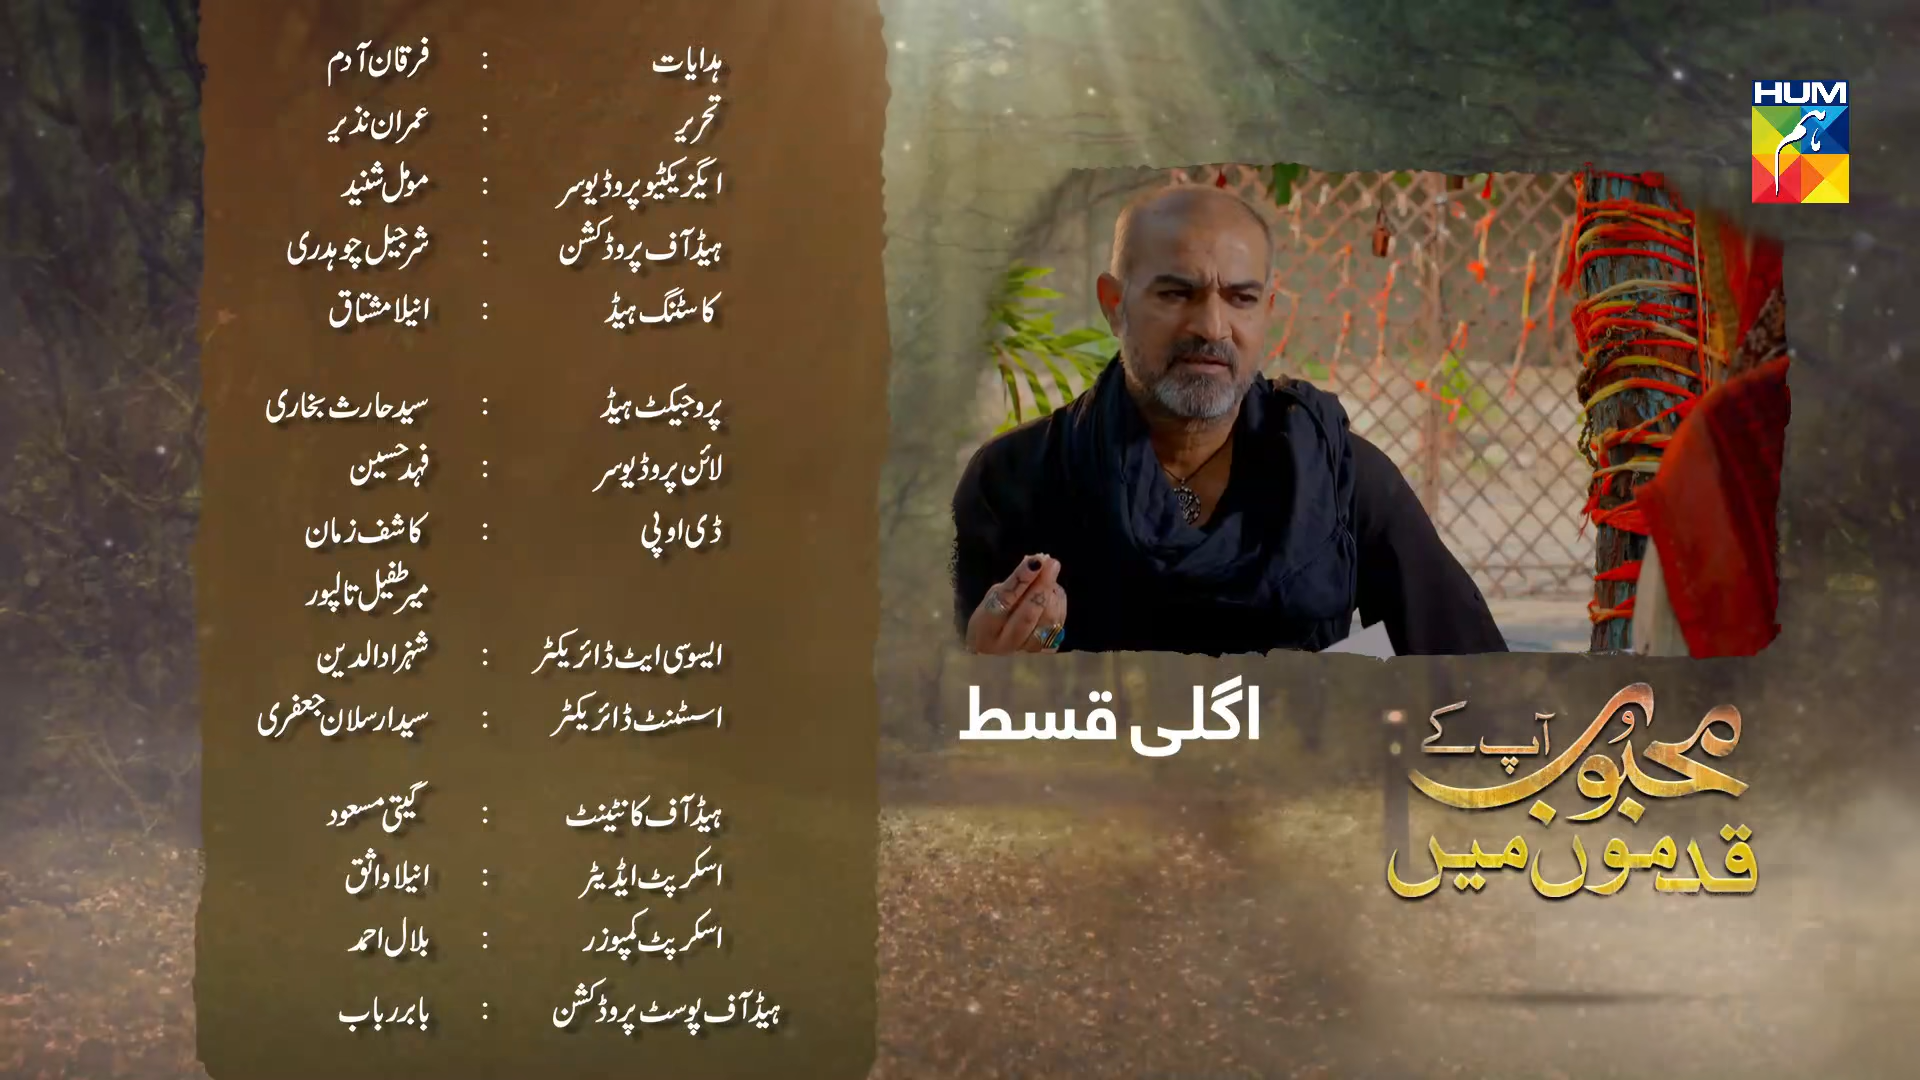 ہدایات : فرقان آدم
تحریر : عمران نذیر
ایگزیکٹیو پروڈیوسر : مومل شنید
ہیڈ آف پروڈکشن : شرجیل چوہدری
کاسٹنگ ہیڈ : انیلا مشتاق
پروجیکٹ ہیڈ : سید حارث بخاری
لائن پروڈیوسر : فہد حسین
ڈی او پی : کاشف زمان
میر طفیل تالپور
ایسوسی ایٹ ڈائریکٹر : شہزاد الدین
اسسٹنٹ ڈائریکٹر : سید ارسلان جعفری
ہیڈ آف کانٹینٹ : گیتی مسعود
اسکرپٹ ایڈیٹر : انیلا واثق
اسکرپٹ کمپوزر : بلال احمد
ہیڈ آف پوسٹ پروڈکشن : بابر رباب
HUM
ہم
اگلی قسط
محبوب آپ کے
قدموں میں